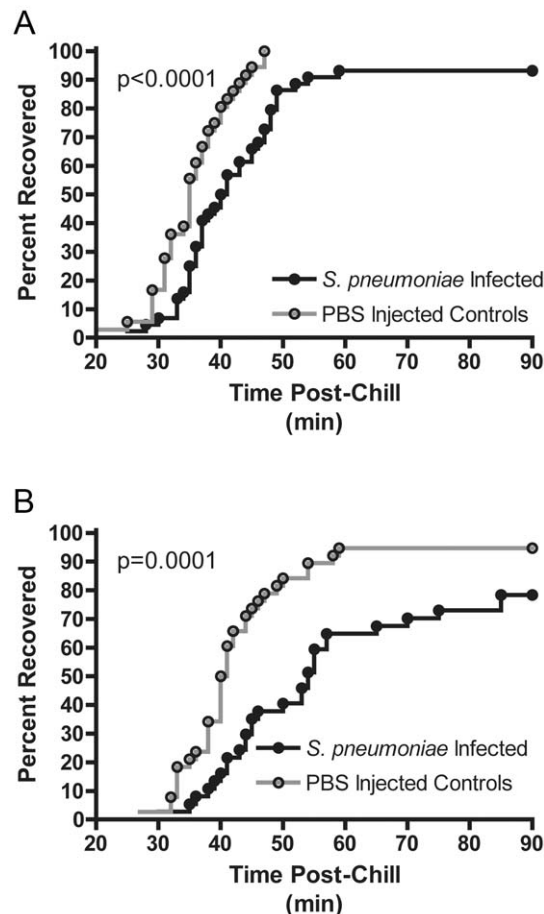 A
100
90
80
70
60
50
40
30
20
10
0
Percent Recovered
p<0.0001
S. pneumoniae Infected
PBS Injected Controls
20 30 40 50 60 70 80 90
Time Post-Chill
(min)
B
100
90
80
70
60
50
40
30
20
10
0
Percent Recovered
p=0.0001
S. pneumoniae Infected
PBS Injected Controls
20 30 40 50 60 70 80 90
Time Post-Chill
(min)